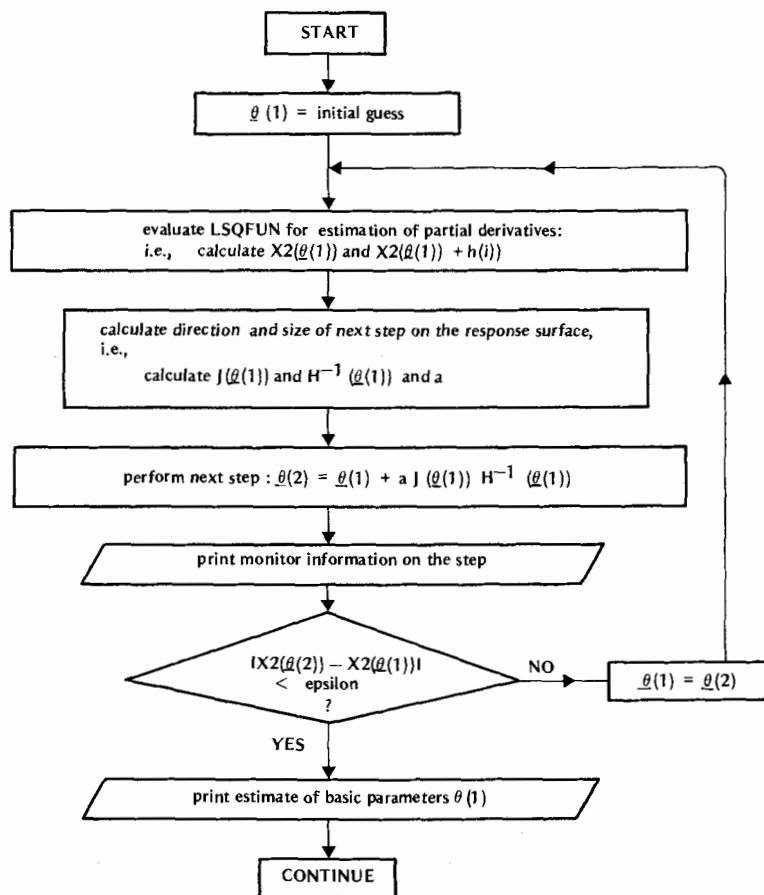 START
θ (1) = initial guess
evaluate LSQFUN for estimation of partial derivatives:
i.e., calculate X2(θ(1)) and X2(θ(1)) + h(i))
calculate direction and size of next step on the response surface,
i.e.,
calculate J(θ(1)) and H⁻¹ (θ(1)) and a
perform next step : θ(2) = θ(1) + a J (θ(1)) H⁻¹ (θ(1))
print monitor information on the step
|X2(θ(2)) – X2(θ(1))|
< epsilon
?
NO
θ(1) = θ(2)
YES
print estimate of basic parameters θ (1)
CONTINUE